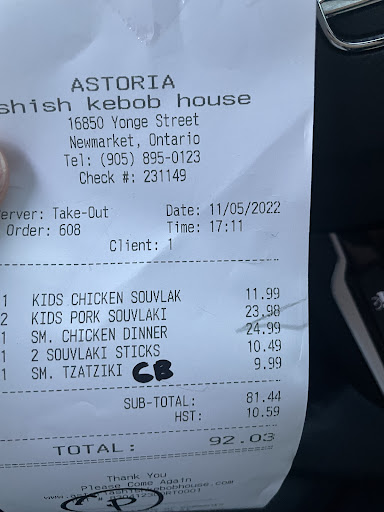 ASTORIA
shish kebob house
16850 Yonge Street
Newmarket, Ontario
Tel: (905) 895-0123
Check #: 231149
erver: Take-Out Date: 11/05/2022
Order: 608 Time: 17:11
Client: 1
1 KIDS CHICKEN SOUVLAK 11.99
2 KIDS PORK SOUVLAKI 23.98
1 SM. CHICKEN DINNER 24.99
1 2 SOUVLAKI STICKS 10.49
1 SM. TZATZIKI CB 9.99
SUB-TOTAL: 81.44
HST: 10.59
TOTAL: 92.03
Thank You
Please Come Again